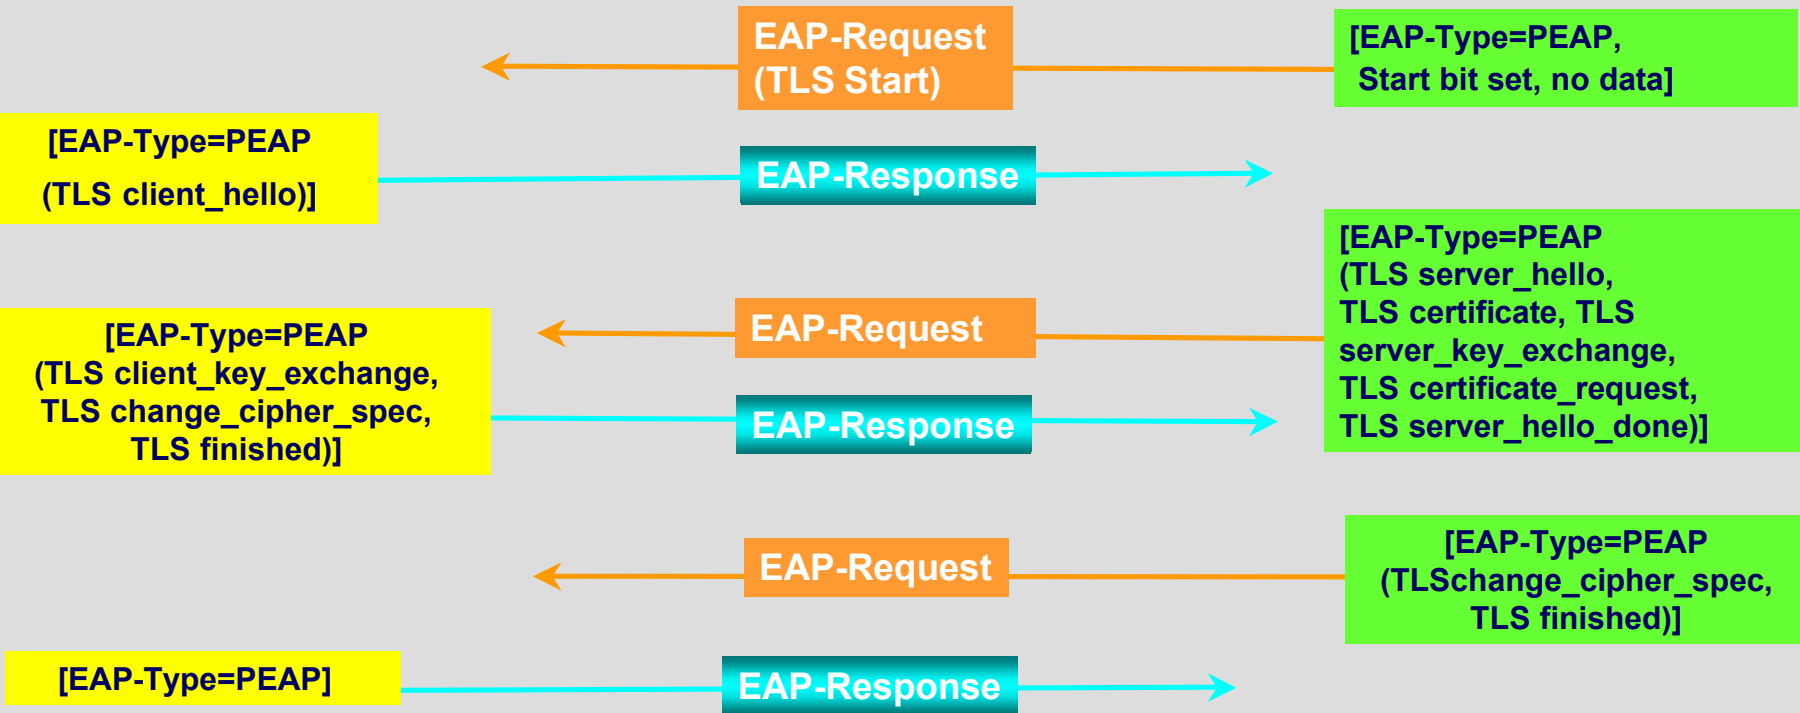 EAP-Request
(TLS Start)
[EAP-Type=PEAP,
Start bit set, no data]
[EAP-Type=PEAP
(TLS client_hello)]
EAP-Response
[EAP-Type=PEAP
(TLS server_hello,
TLS certificate, TLS
server_key_exchange,
TLS certificate_request,
TLS server_hello_done)]
EAP-Request
[EAP-Type=PEAP
(TLS client_key_exchange,
TLS change_cipher_spec,
TLS finished)]
EAP-Response
EAP-Request
[EAP-Type=PEAP
(TLSchange_cipher_spec,
TLS finished)]
[EAP-Type=PEAP]
EAP-Response